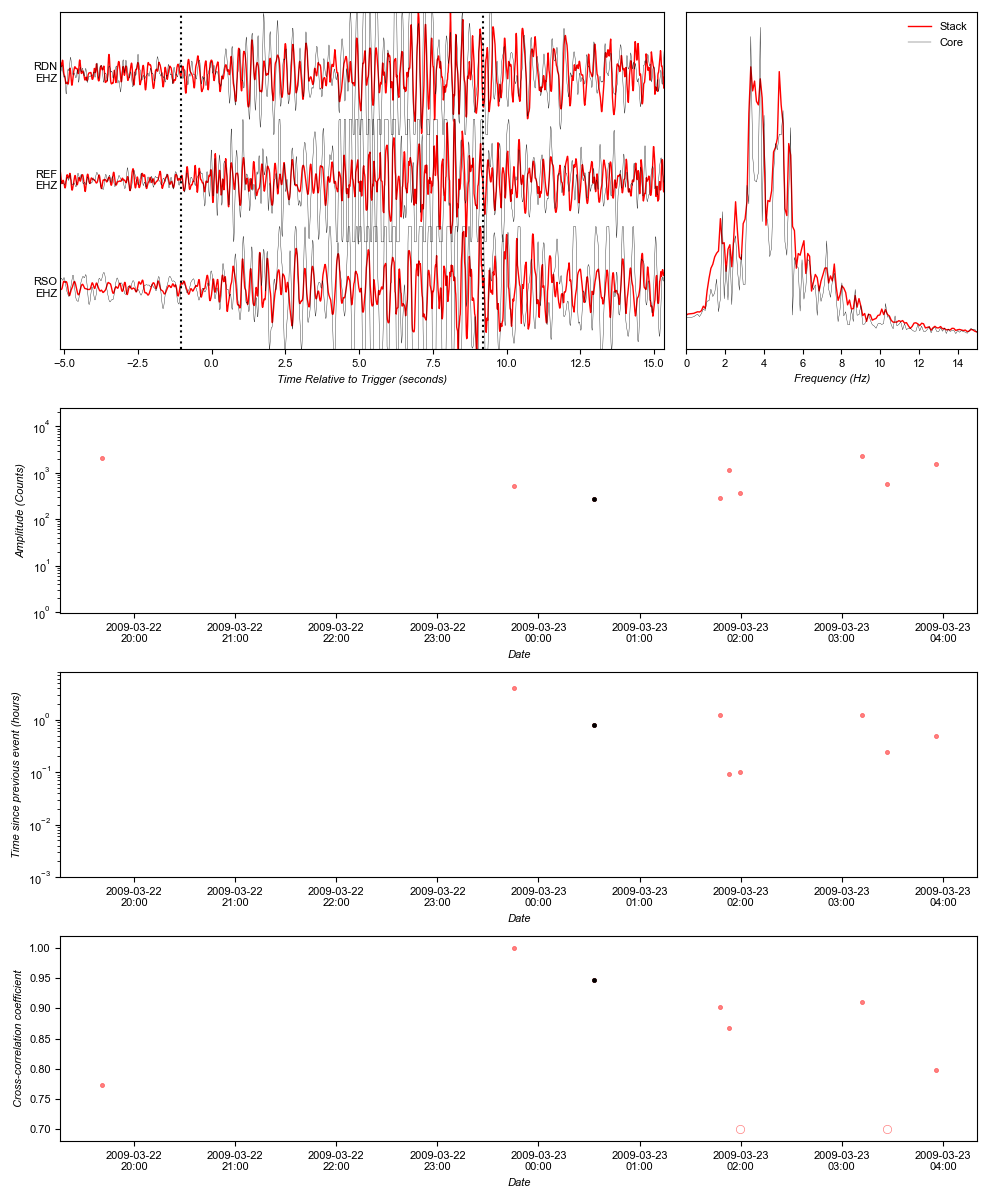 RDN
EHZ
REF
EHZ
RSO
EHZ
−5.0 −2.5 0.0 2.5 5.0 7.5 10.0 12.5 15.0
Time Relative to Trigger (seconds)
Stack
Core
0 2 4 6 8 10 12 14
Frequency (Hz)
Amplitude (Counts)
10^4
10^3
10^2
10^1
10^0
2009-03-22 2009-03-22 2009-03-22 2009-03-22 2009-03-23 2009-03-23 2009-03-23 2009-03-23 2009-03-23
20:00 21:00 22:00 23:00 00:00 01:00 02:00 03:00 04:00
Date
Time since previous event (hours)
10^0
10^−1
10^−2
10^−3
2009-03-22 2009-03-22 2009-03-22 2009-03-22 2009-03-23 2009-03-23 2009-03-23 2009-03-23 2009-03-23
20:00 21:00 22:00 23:00 00:00 01:00 02:00 03:00 04:00
Date
Cross-correlation coefficient
1.00
0.95
0.90
0.85
0.80
0.75
0.70
2009-03-22 2009-03-22 2009-03-22 2009-03-22 2009-03-23 2009-03-23 2009-03-23 2009-03-23 2009-03-23
20:00 21:00 22:00 23:00 00:00 01:00 02:00 03:00 04:00
Date